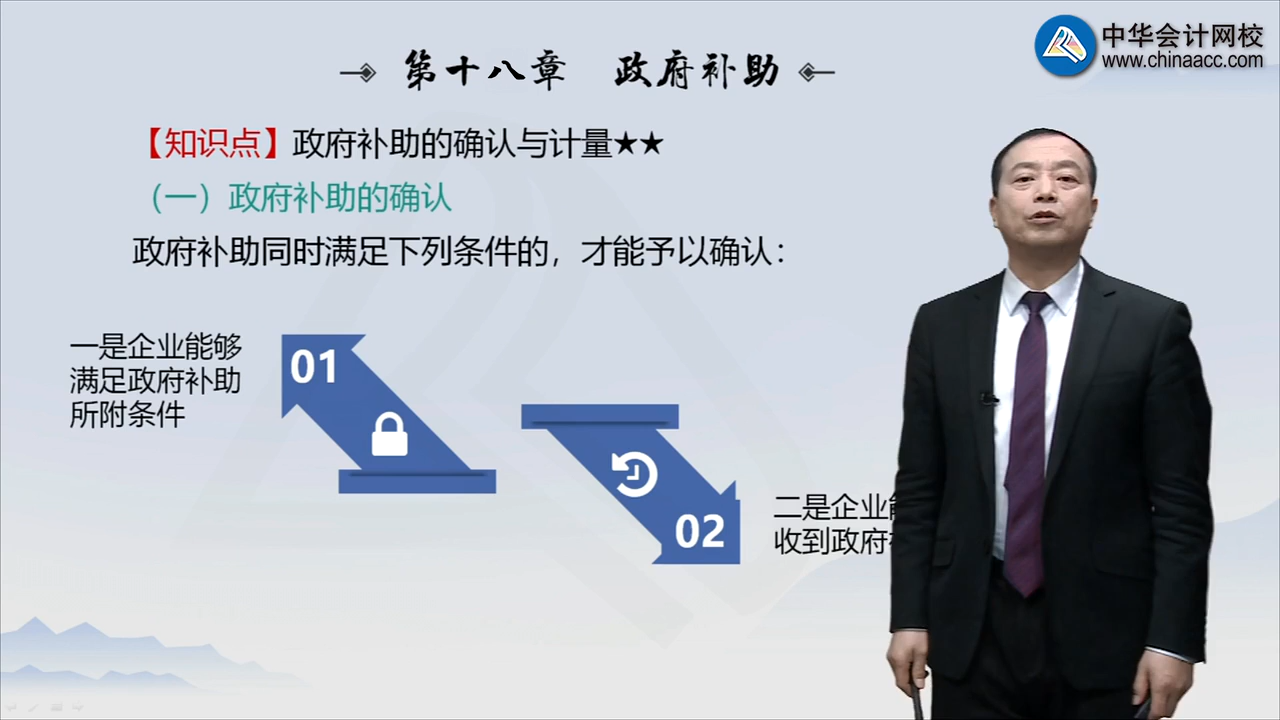 中华会计网校
www.chinaacc.com
第十八章 政府补助
【知识点】政府补助的确认与计量★★
（一）政府补助的确认
政府补助同时满足下列条件的，才能予以确认：
一是企业能够
满足政府补助
所附条件
01
02
二是企业
收到政府